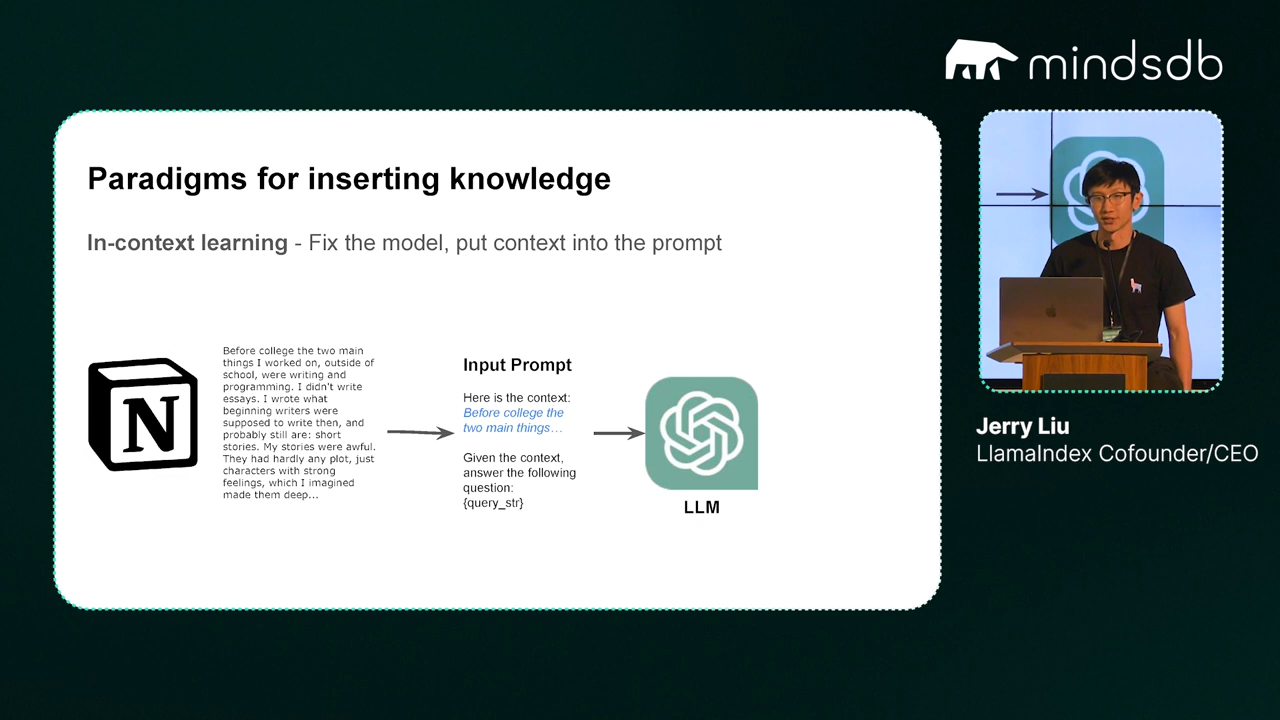 mindsdb
Paradigms for inserting knowledge
In-context learning - Fix the model, put context into the prompt
Before college the two main
things I worked on, outside of
school, were writing and
programming. I didn't write
essays. I wrote what
beginning writers were
supposed to write then, and
probably still are: short
stories. My stories were awful.
They had hardly any plot, just
characters with strong
feelings, which I imagined
made them deep...
N
Input Prompt
Here is the context:
Before college the
two main things…
Given the context,
answer the following
question:
{query_str}
LLM
Jerry Liu
LlamaIndex Cofounder/CEO